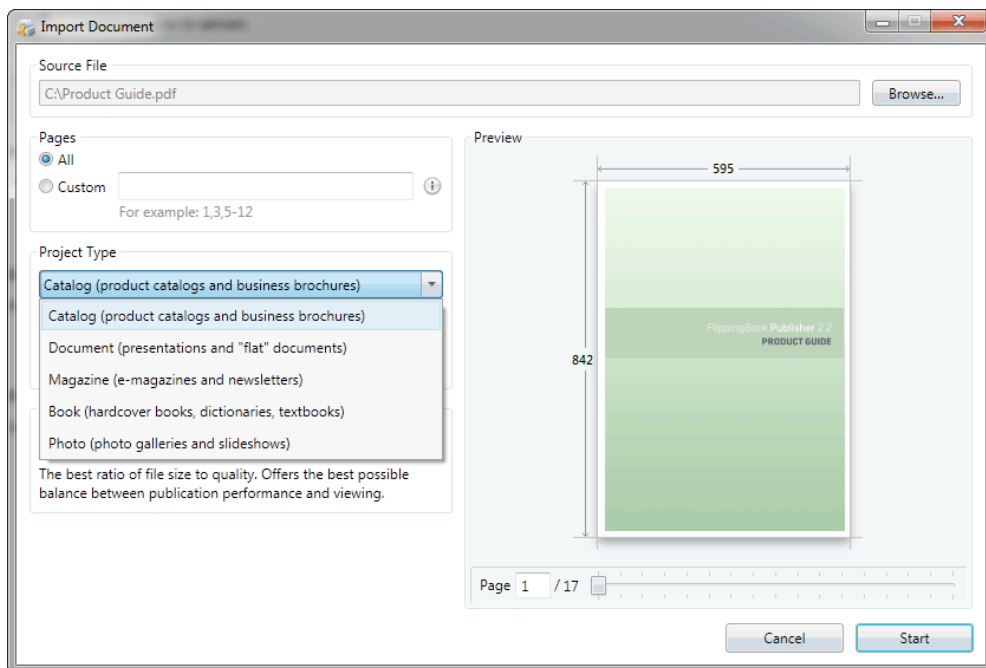 Import Document
Source File
C:\Product Guide.pdf
Browse...
Pages
All
Custom
For example: 1,3,5-12
Project Type
Catalog (product catalogs and business brochures)
Catalog (product catalogs and business brochures)
Document (presentations and "flat" documents)
Magazine (e-magazines and newsletters)
Book (hardcover books, dictionaries, textbooks)
Photo (photo galleries and slideshows)
The best ratio of file size to quality. Offers the best possible
balance between publication performance and viewing.
Preview
595
842
FlippingBook Publisher 2.2
PRODUCT GUIDE
Page 1 / 17
Cancel
Start